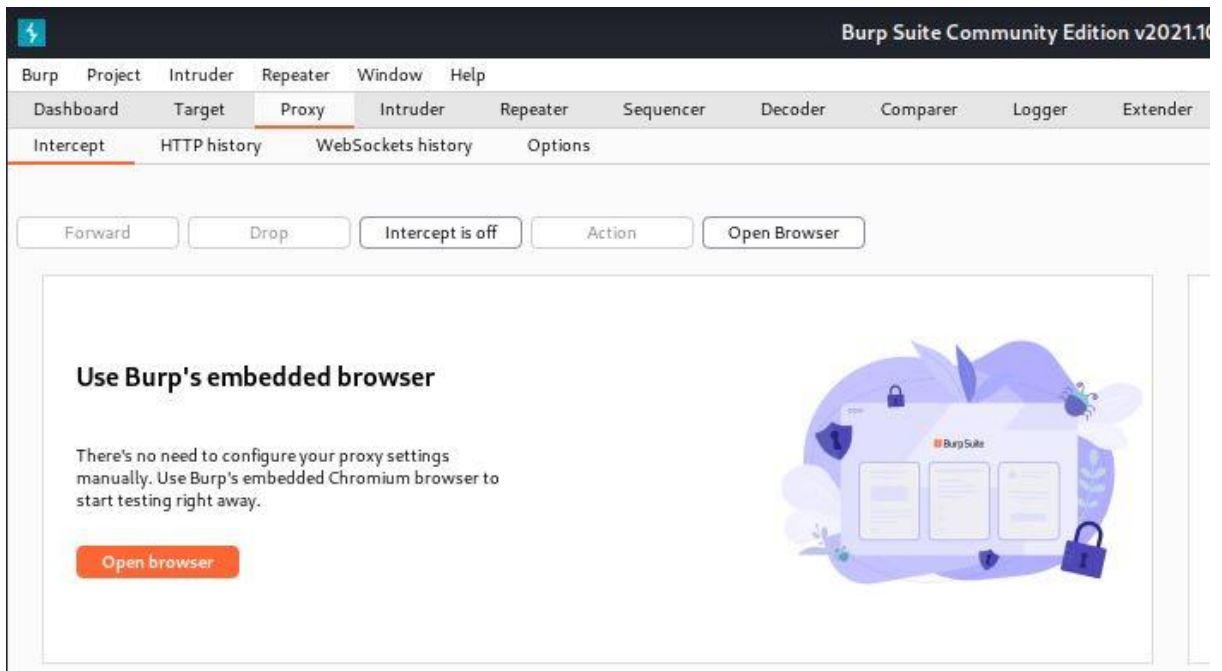 Burp Suite Community Edition v2021.10
Burp Project Intruder Repeater Window Help
Dashboard Target Proxy Intruder Repeater Sequencer Decoder Comparer Logger Extender
Intercept HTTP history WebSockets history Options
Forward Drop Intercept is off Action Open Browser
Use Burp's embedded browser
There's no need to configure your proxy settings
manually. Use Burp's embedded Chromium browser to
start testing right away.
Burp Suite
Open browser